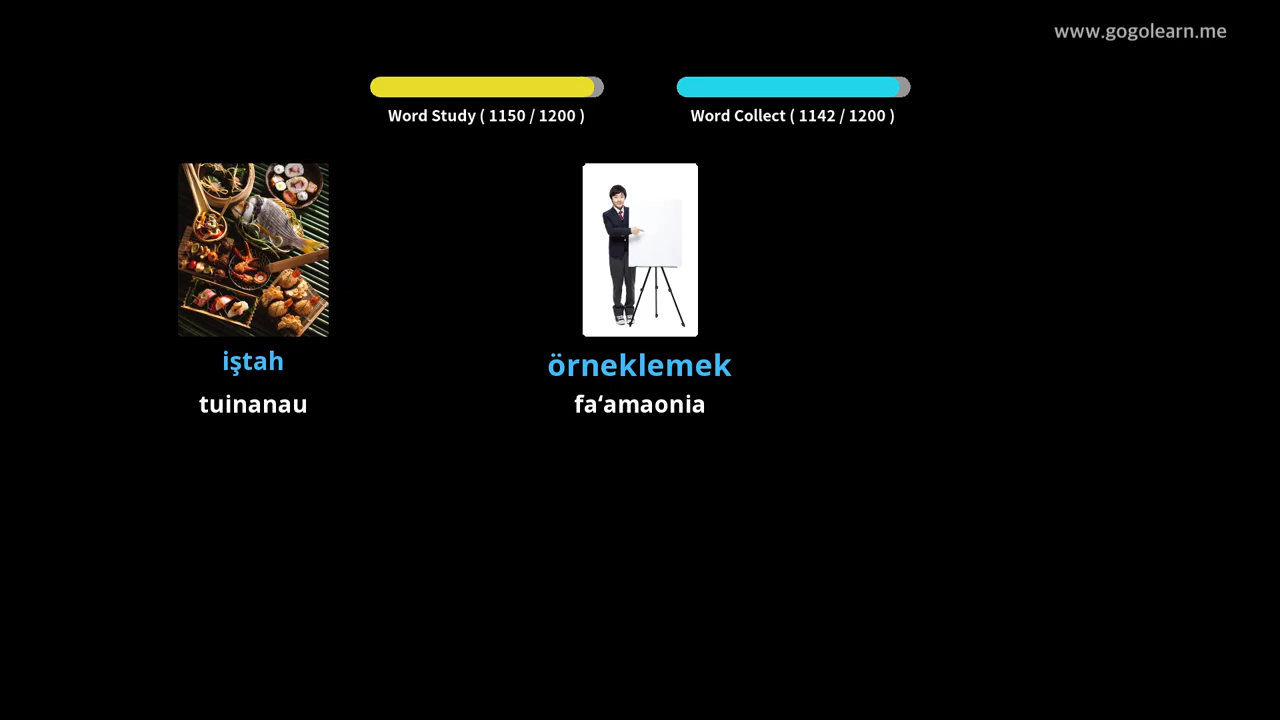 www.gogolearn.me
Word Study ( 1150 / 1200 )
Word Collect ( 1142 / 1200 )
iştah
örneklemek
tuinanau
fa‘amaonia